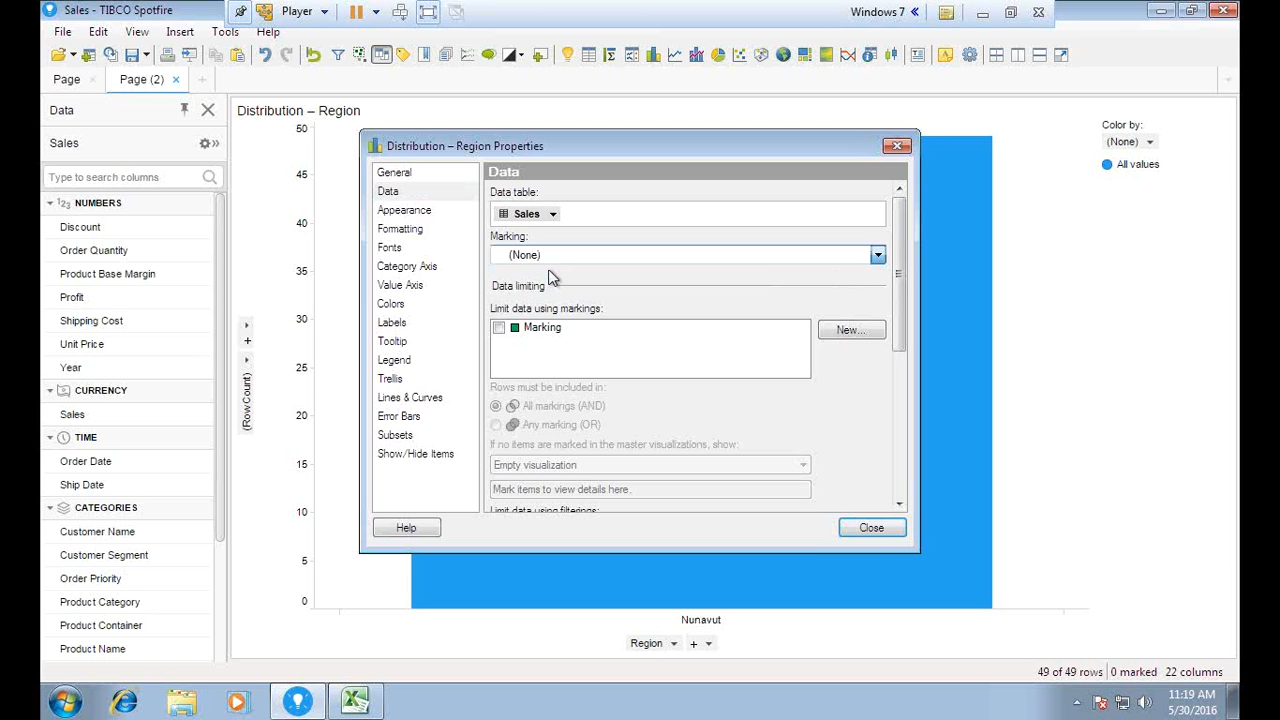 Sales - TIBCO Spotfire
Player
Windows 7
File Edit View Insert Tools Help
Page
Page (2)
Data
Sales
Type to search columns
NUMBERS
Discount
Order Quantity
Product Base Margin
Profit
Shipping Cost
Unit Price
Year
CURRENCY
Sales
TIME
Order Date
Ship Date
CATEGORIES
Customer Name
Customer Segment
Order Priority
Product Category
Product Container
Product Name
Distribution – Region
50
45
40
35
30
25
20
15
10
5
0
(Row Count)
+
Nunavut
Region
+
Color by:
(None)
All values
Distribution – Region Properties
General
Data
Appearance
Formatting
Fonts
Category Axis
Value Axis
Colors
Labels
Tooltip
Legend
Trellis
Lines & Curves
Error Bars
Subsets
Show/Hide Items
Data
Data table:
Sales
Marking:
(None)
Data limiting
Limit data using markings:
Marking
New...
Rows must be included in:
All markings (AND)
Any marking (OR)
If no items are marked in the master visualizations, show:
Empty visualization
Mark items to view details here.
Limit data using filterings:
Help
Close
49 of 49 rows 0 marked 22 columns
11:19 AM
5/30/2016